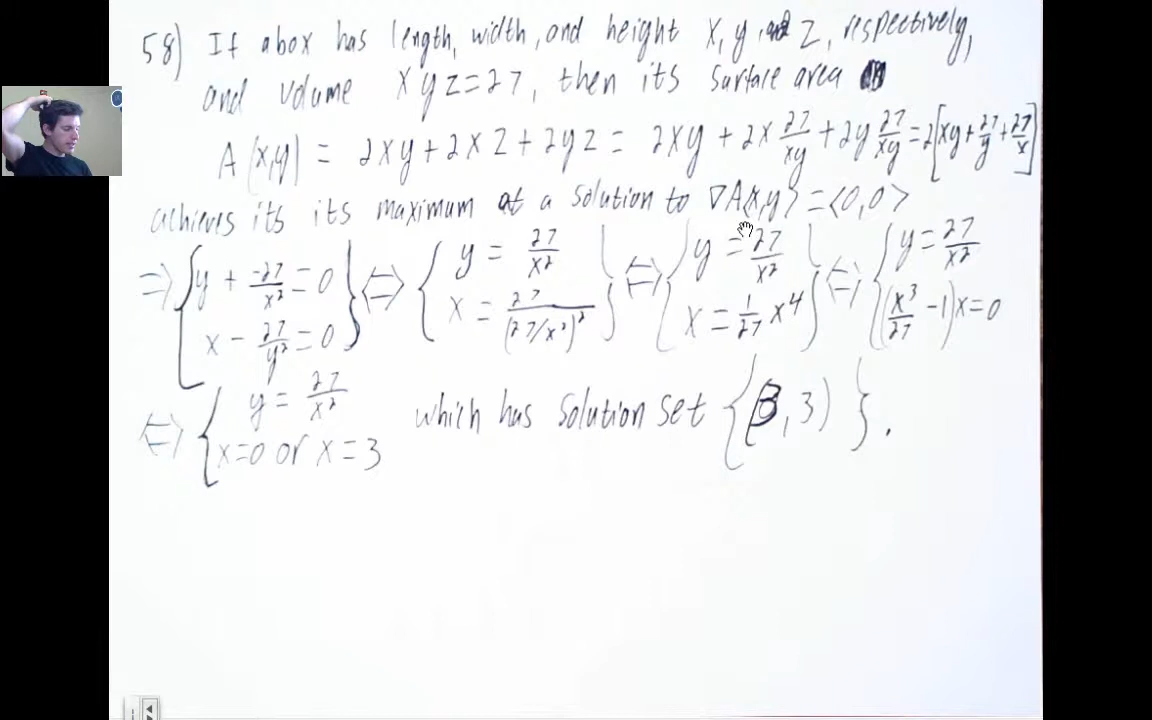 58) If a box has length, width, and height X, y, and Z, respectively,
and volume XYZ=27, then its surface area
A(x,y) = 2xy+2xZ+2yz = 2xy + 2x 27/xy + 2y 27/xy = 2[xy + 27/y + 27/x]
achieves its its maximum at a solution to ∇A(x,y) = <0,0>
⇒ { y + -27/x² = 0, x - 27/y² = 0 } ⇔ { y = 27/x², x = 27/(27/x²)² } ⇔ { y = 27/x², x = 1/27 x⁴ } ⇔ { y = 27/x², (x³/27 - 1)x = 0
⇔ { y = 27/x², x=0 or x=3 which has solution set {(3,3)}.